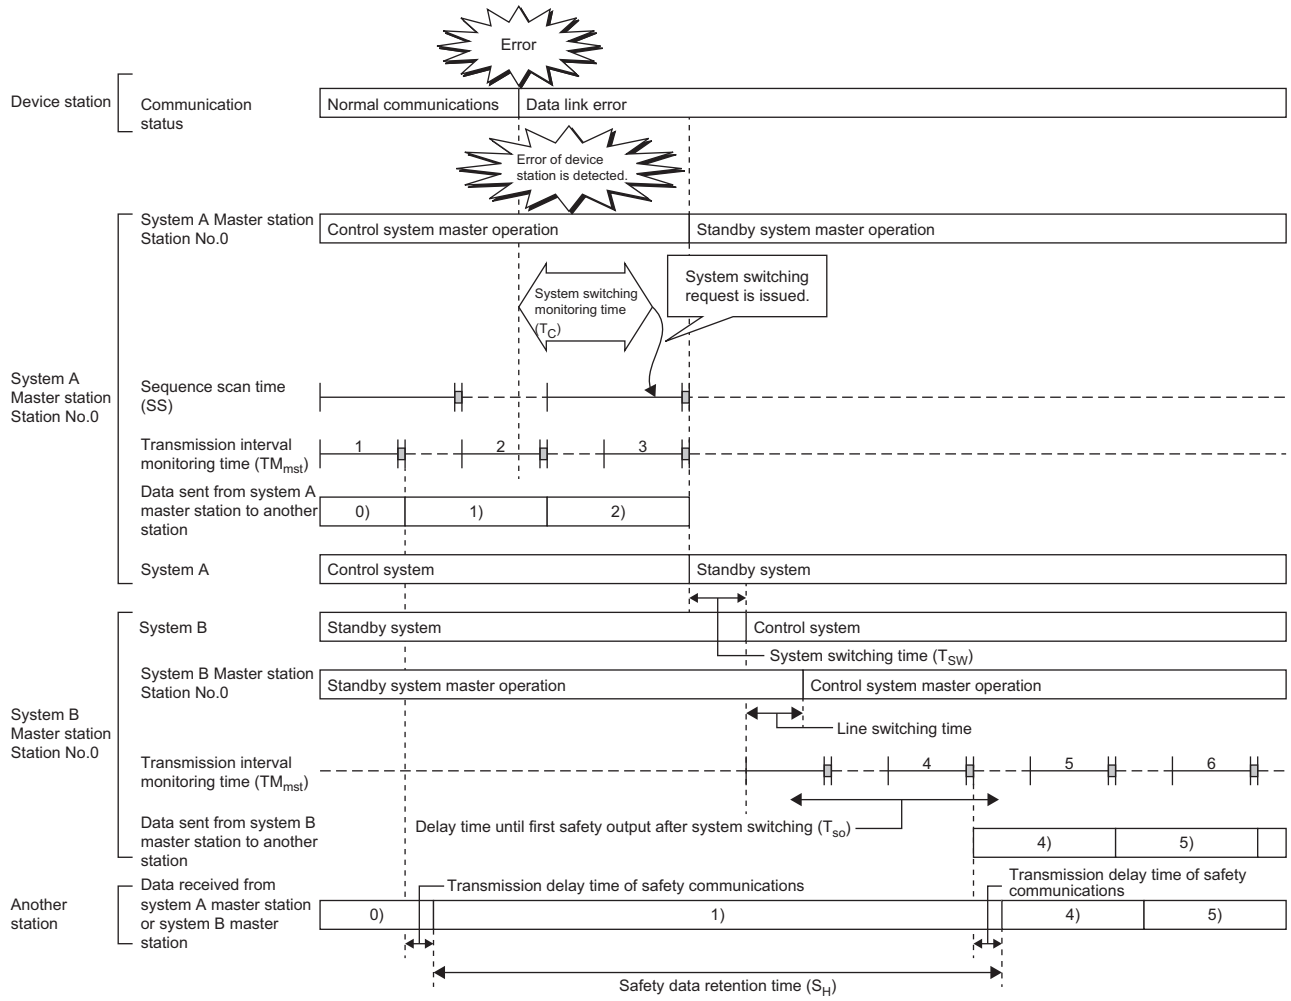 Error
Device station
Communication
status
Normal communications
Data link error
Error of device
station is detected.
System A Master station
Station No.0
Control system master operation
Standby system master operation
System switching
monitoring time
(TC)
System switching
request is issued.
System A
Master station
Station No.0
Sequence scan time
(SS)
Transmission interval
monitoring time (TMmst)
1
2
3
Data sent from system A
master station to another
station
0)
1)
2)
System A
Control system
Standby system
System B
Standby system
Control system
System switching time (TSW)
System B Master station
Station No.0
Standby system master operation
Control system master operation
System B
Master station
Station No.0
Line switching time
Transmission interval
monitoring time (TMmst)
4
5
6
Delay time until first safety output after system switching (Tso)
Data sent from system B
master station to another
station
4)
5)
Another
station
Data received from
system A master station
or system B master
station
Transmission delay time of safety communications
Transmission delay time of safety
communications
0)
1)
4)
5)
Safety data retention time (SH)